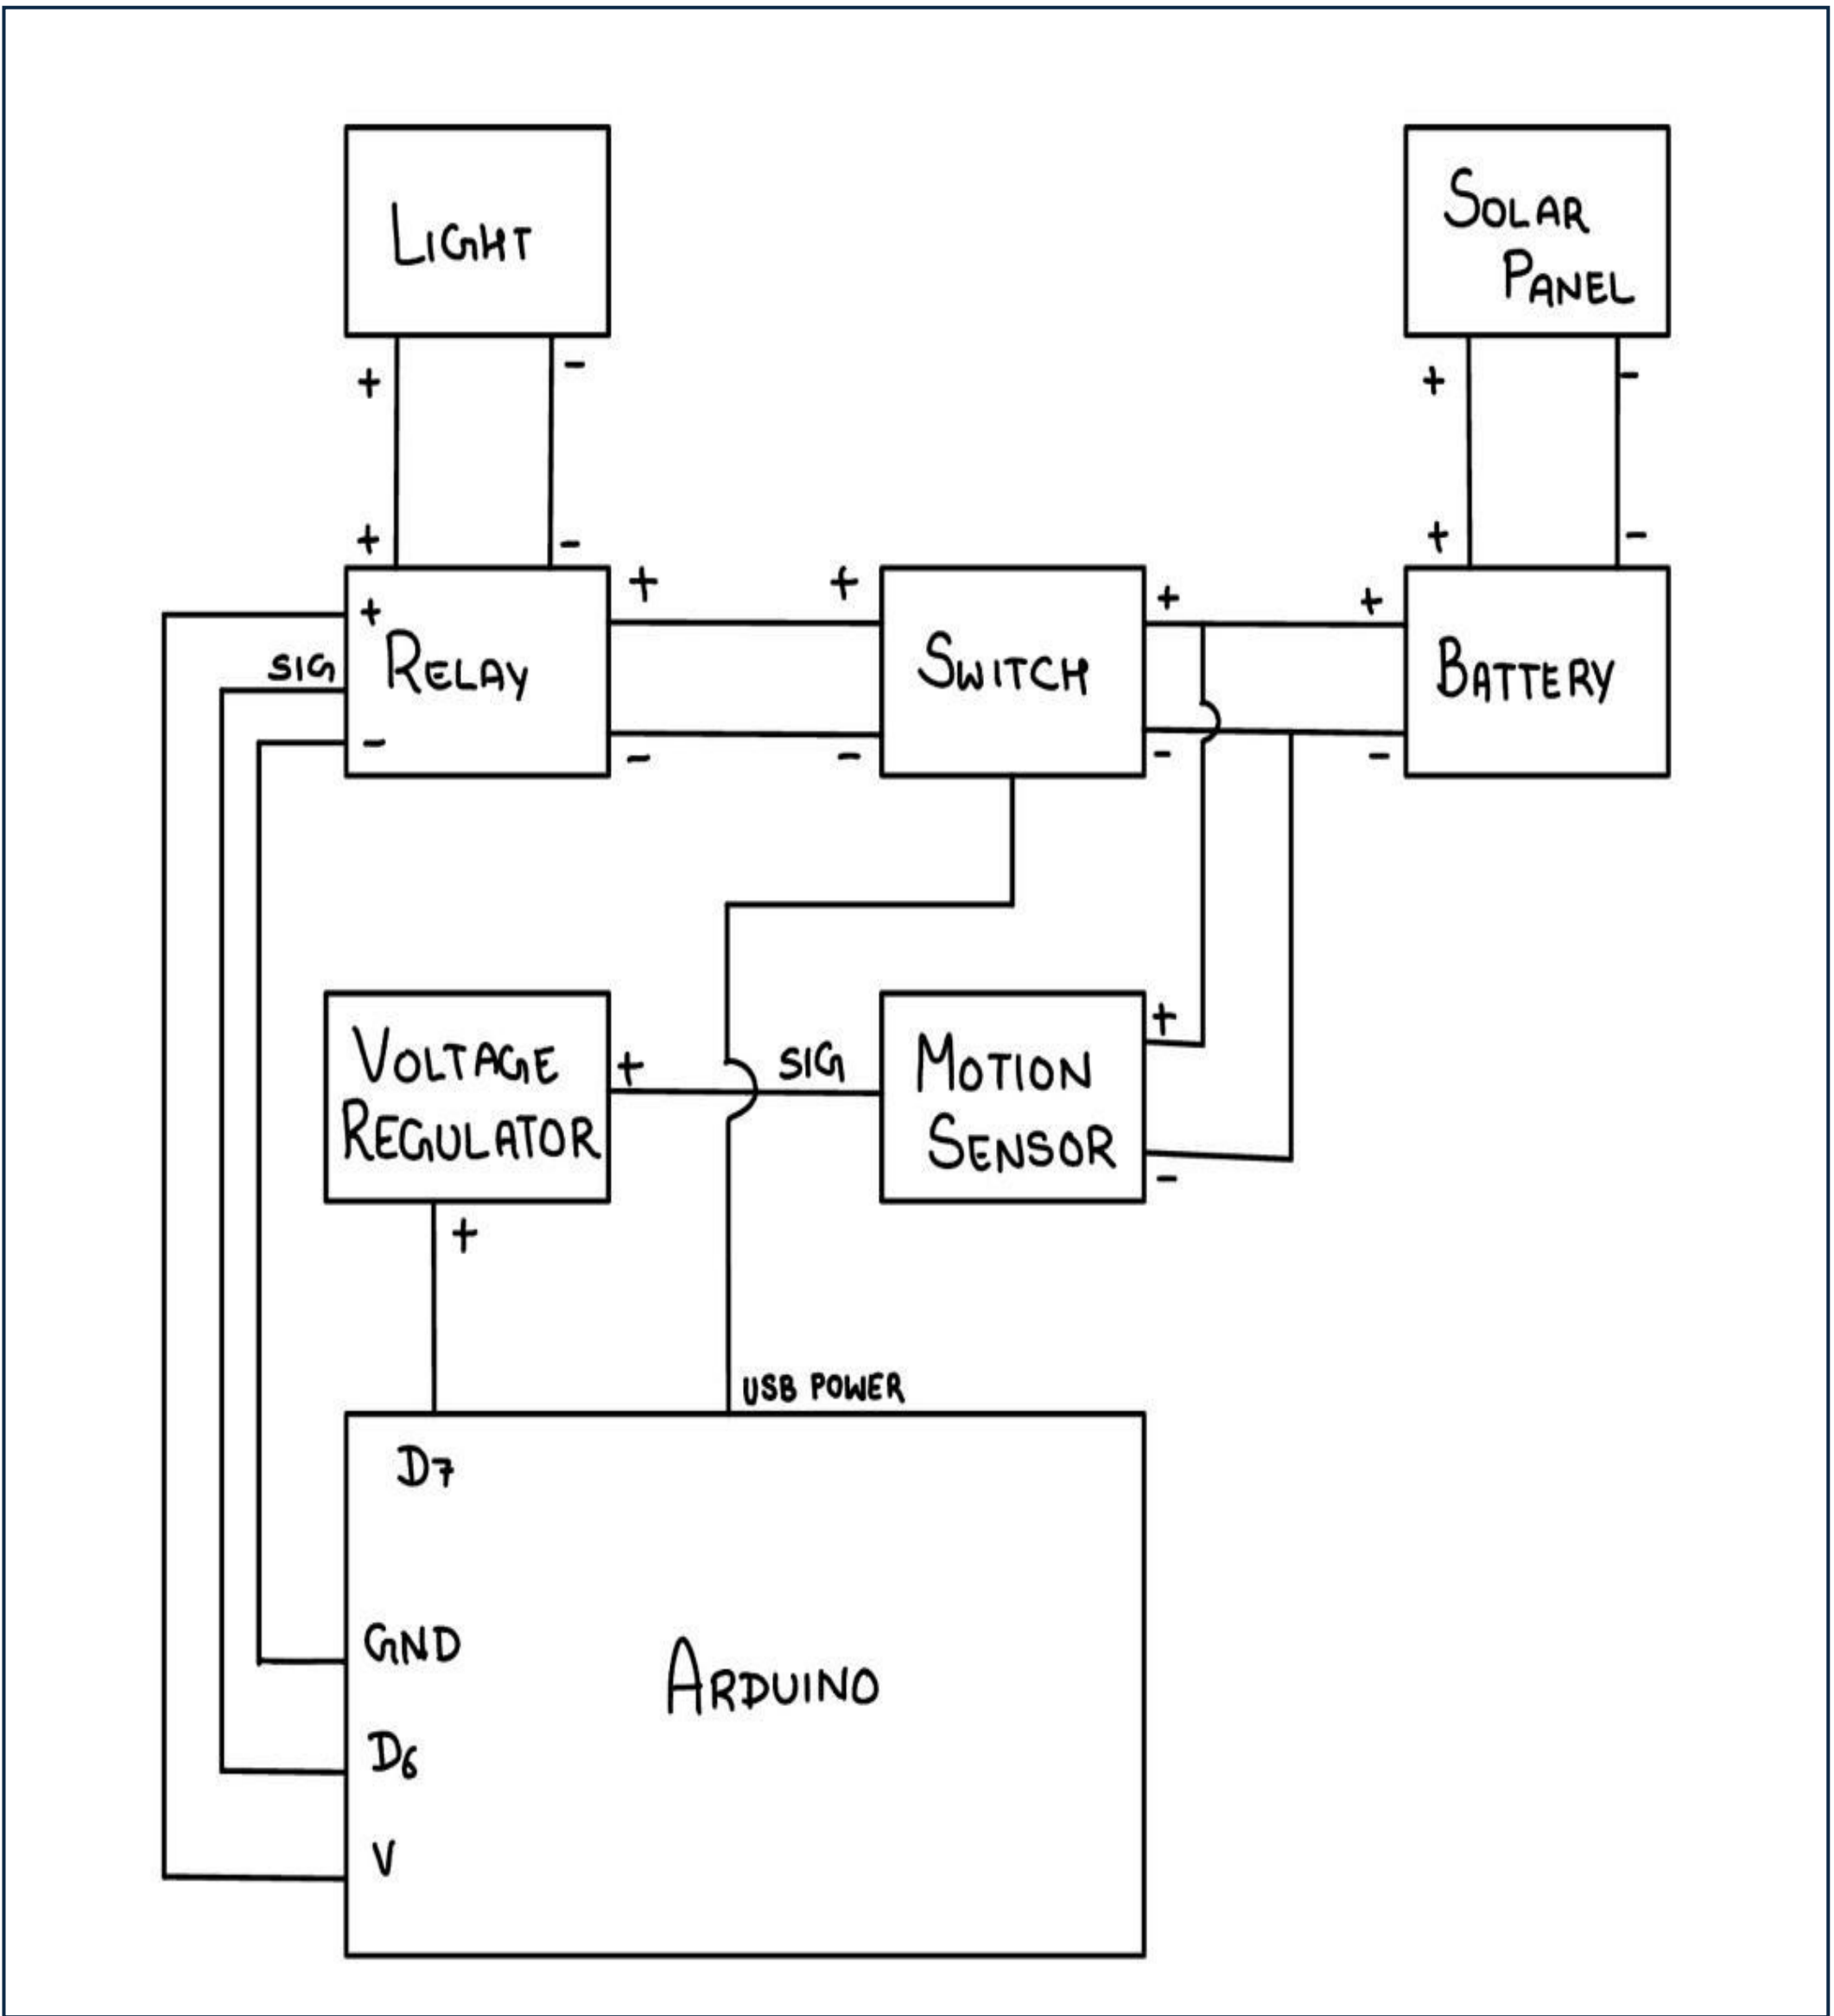 LIGHT
SOLAR
PANEL
+ -
+ -
+ -
+ -
+ + + +
+
SIG
RELAY
SWITCH
BATTERY
-
- - - -
VOLTAGE
REGULATOR
+
SIG
MOTION
SENSOR
+
-
+
USB POWER
D7
GND
ARDUINO
D6
V